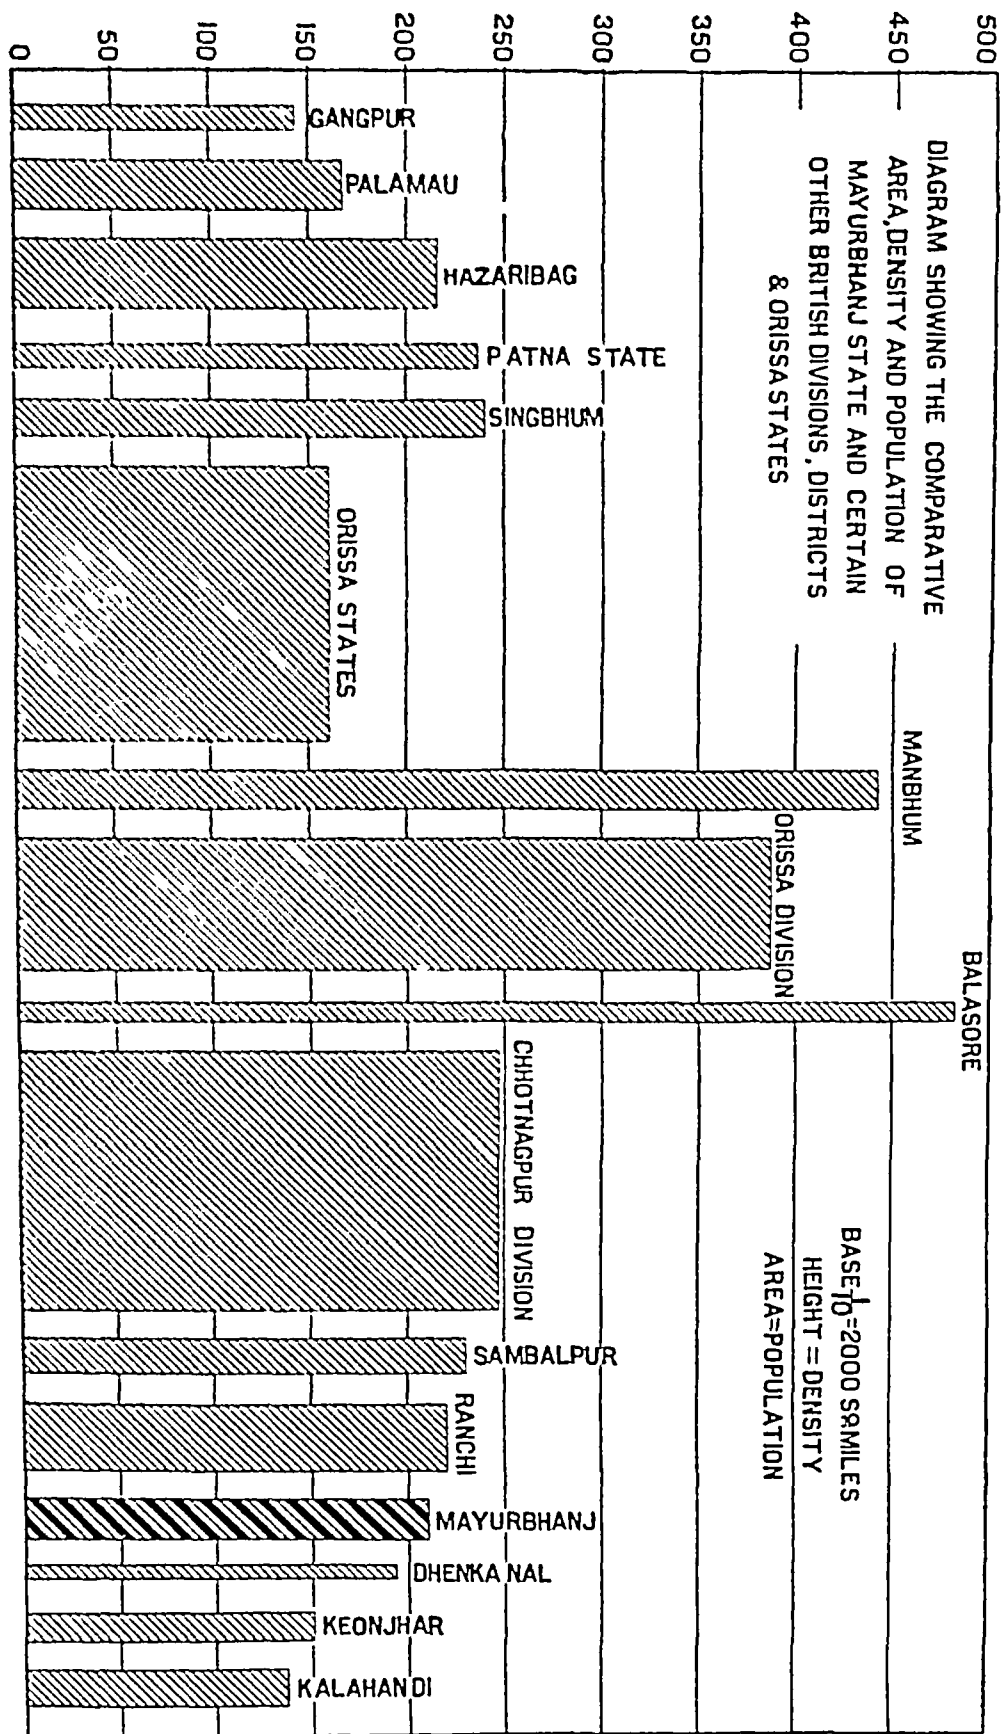 DIAGRAM SHOWING THE COMPARATIVE
AREA, DENSITY AND POPULATION OF
MAYURBHANJ STATE AND CERTAIN
OTHER BRITISH DIVISIONS, DISTRICTS
& ORISSA STATES
BASE 1/10 = 2000 SQ MILES
HEIGHT = DENSITY
AREA = POPULATION
500
450
400
350
300
250
200
150
100
50
0
GANGPUR
PALAMAU
HAZARIBAG
PATNA STATE
SINGBHUM
ORISSA STATES
MANBHUM
ORISSA DIVISION
BALASORE
CHHOTNAGPUR DIVISION
SAMBALPUR
RANCHI
MAYURBHANJ
DHENKANAL
KEONJHAR
KALAHANDI